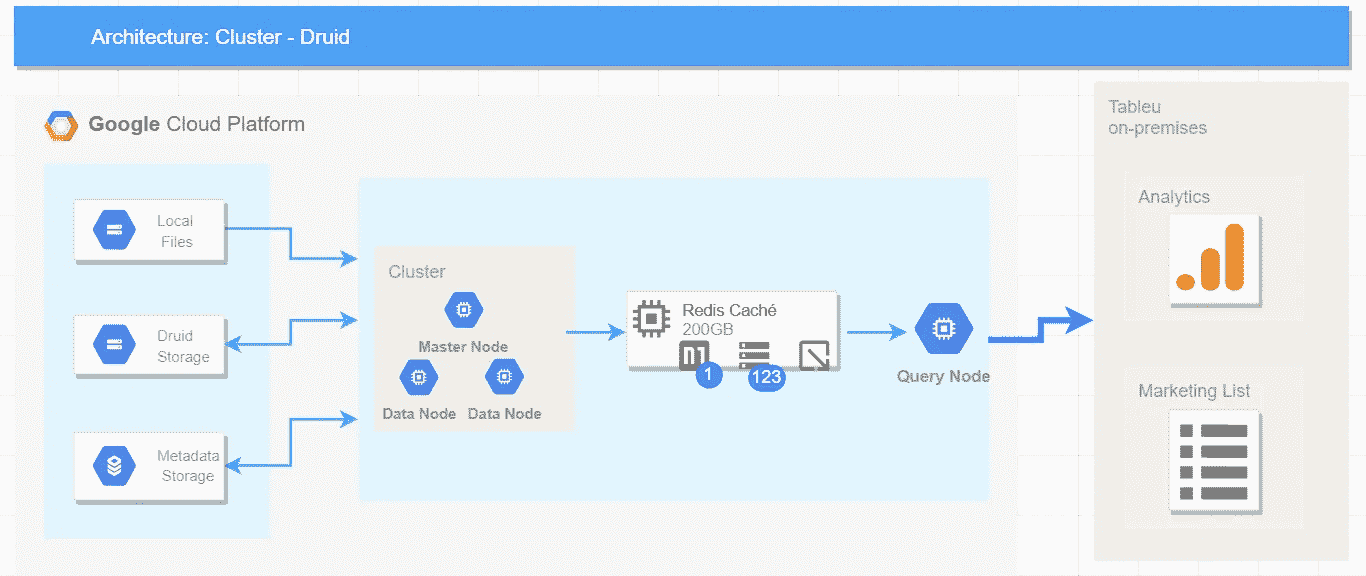 Architecture: Cluster - Druid
Google Cloud Platform
Local
Files
Druid
Storage
Metadata
Storage
Cluster
Master Node
Data Node
Data Node
Redis Caché
200GB
1
123
Query Node
Tableu
on-premises
Analytics
Marketing List